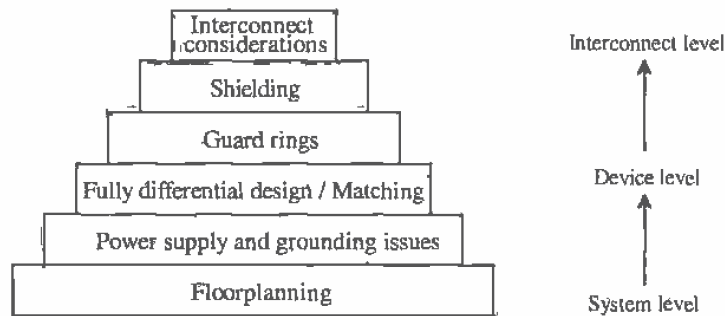 Interconnect
considerations
Interconnect level
Shielding
Guard rings
Fully differential design / Matching
Device level
Power supply and grounding issues
Floorplanning
System level